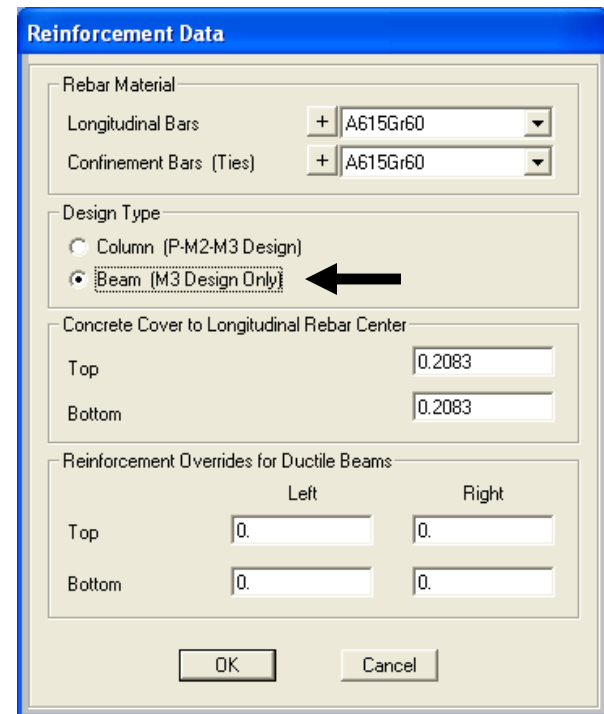 Reinforcement Data
Rebar Material
Longitudinal Bars + A615Gr60
Confinement Bars (Ties) + A615Gr60
Design Type
Column (P-M2-M3 Design)
Beam (M3 Design Only)
Concrete Cover to Longitudinal Rebar Center
Top 0.2083
Bottom 0.2083
Reinforcement Overrides for Ductile Beams
Left Right
Top 0. 0.
Bottom 0. 0.
OK Cancel